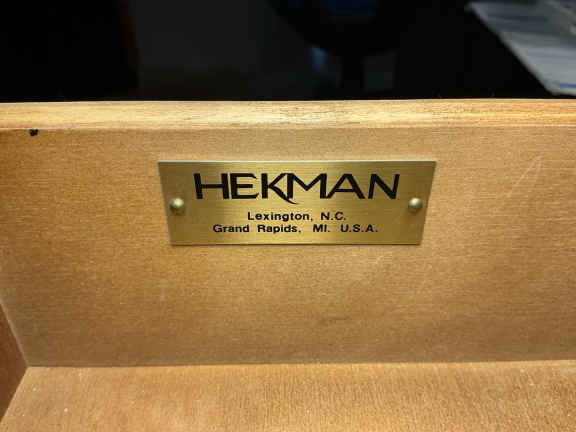 HEKMAN
Lexington, N.C.
Grand Rapids, MI. U.S.A.